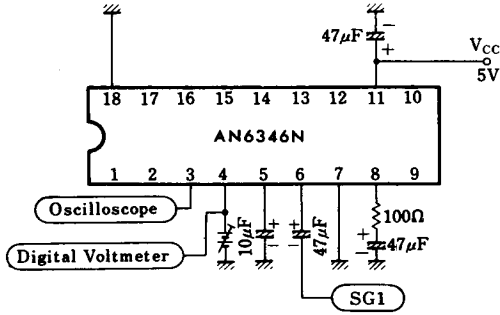 47μF
−
+
VCC
5V
18 17 16 15 14 13 12 11 10
AN6346N
1 2 3 4 5 6 7 8 9
Oscilloscope
Digital Voltmeter
10μF
+
−
+
−
47μF
100Ω
+
−
47μF
SG1